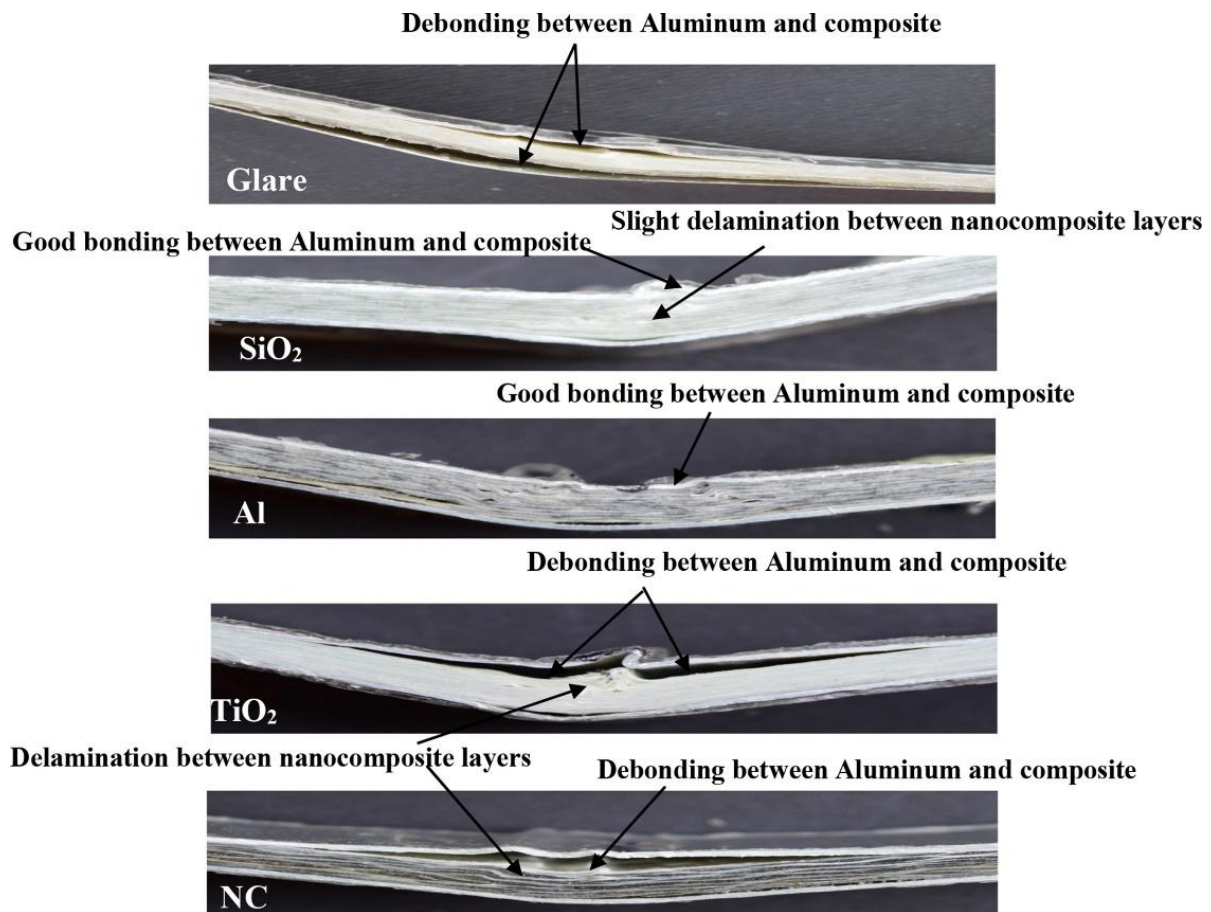 Debonding between Aluminum and composite
Glare
Slight delamination between nanocomposite layers
Good bonding between Aluminum and composite
SiO₂
Good bonding between Aluminum and composite
Al
Debonding between Aluminum and composite
TiO₂
Delamination between nanocomposite layers
Debonding between Aluminum and composite
NC